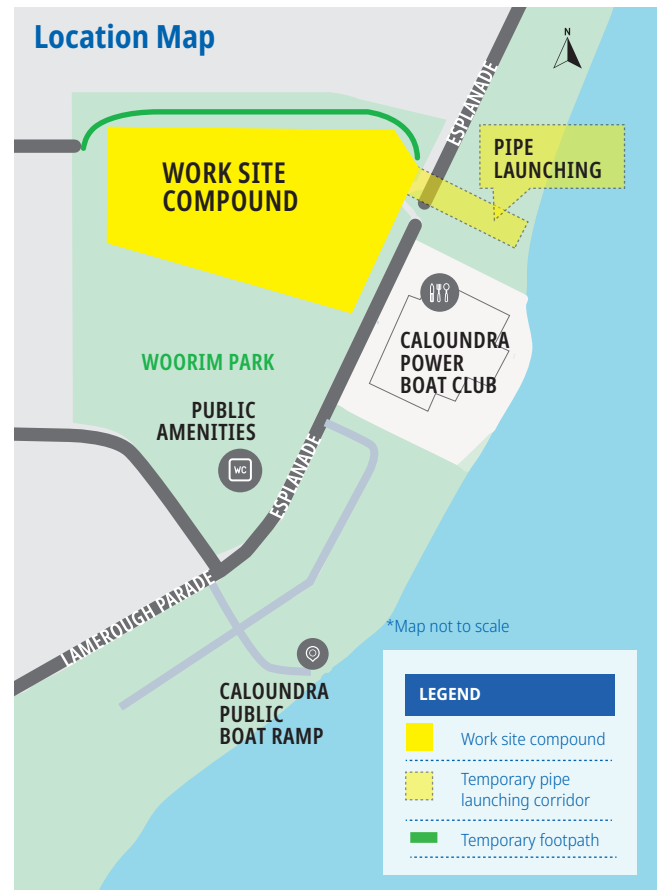 Location Map
N
ESPLANADE
PIPE
LAUNCHING
WORK SITE
COMPOUND
CALOUNDRA
POWER
BOAT CLUB
WOORIM PARK
PUBLIC
AMENITIES
WC
ESPLANADE
LAMEROUGH PARADE
*Map not to scale
CALOUNDRA
PUBLIC
BOAT RAMP
LEGEND
Work site compound
Temporary pipe
launching corridor
Temporary footpath